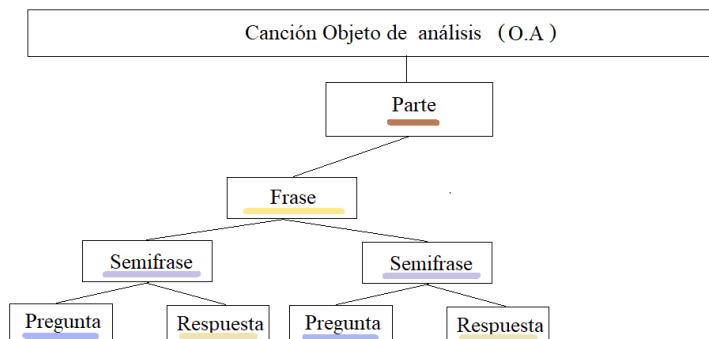 Canción Objeto de análisis (O.A)
Parte
Frase
Semifrase
Semifrase
Pregunta
Respuesta
Pregunta
Respuesta